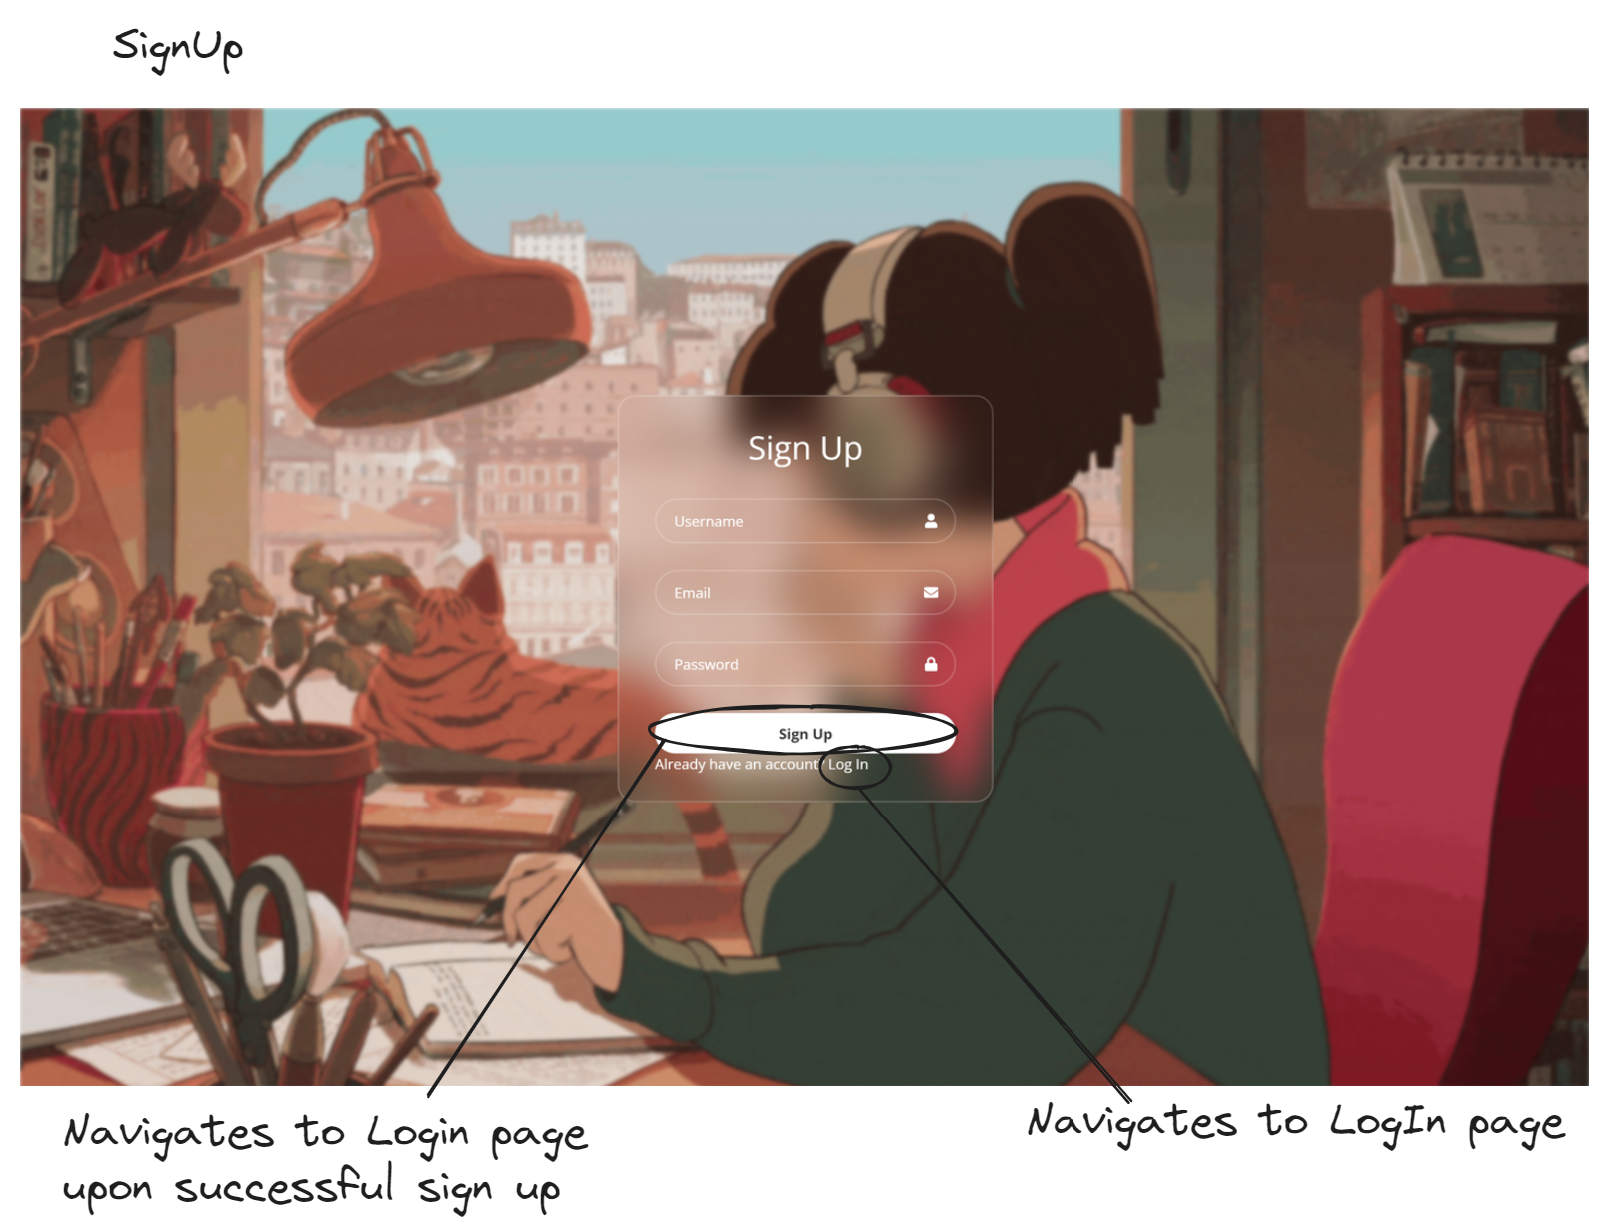 SignUp
Sign Up
Username
Email
Password
Sign Up
Already have an account? Log In
Navigates to Login page
upon successful sign up
Navigates to LogIn page